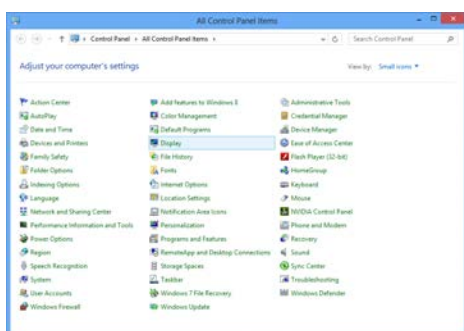 All Control Panel Items
Control Panel All Control Panel Items Search Control Panel
Adjust your computer's settings View by: Small icons
Action Center Add features to Windows 8 Administrative Tools
AutoPlay Color Management Credential Manager
Date and Time Default Programs Device Manager
Devices and Printers Display Ease of Access Center
Family Safety File History Flash Player (32-bit)
Folder Options Fonts HomeGroup
Indexing Options Internet Options Keyboard
Language Location Settings Mouse
Network and Sharing Center Notification Area Icons NVIDIA Control Panel
Performance Information and Tools Personalization Phone and Modem
Power Options Programs and Features Recovery
Region RemoteApp and Desktop Connections Sound
Speech Recognition Storage Spaces Sync Center
System Taskbar Troubleshooting
User Accounts Windows 7 File Recovery Windows Defender
Windows Firewall Windows Update